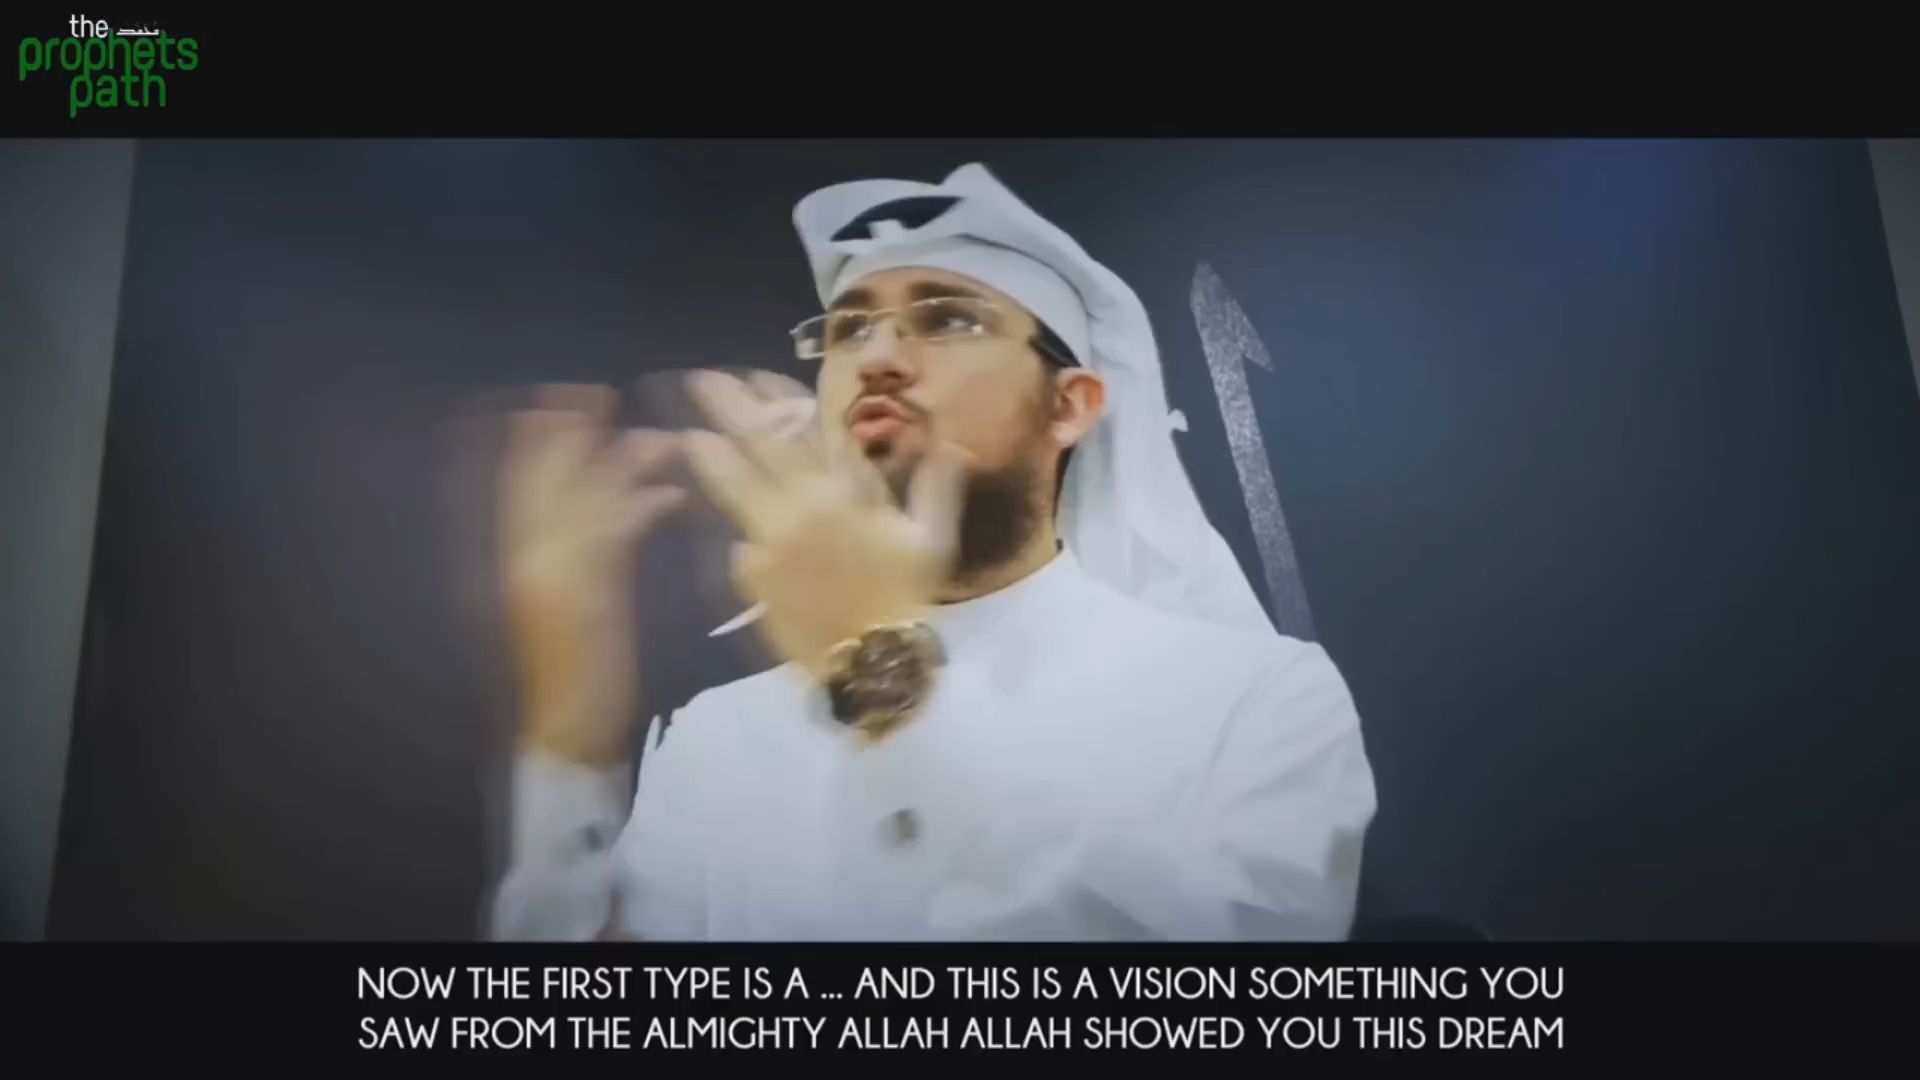 the
prophets
path
NOW THE FIRST TYPE IS A ... AND THIS IS A VISION SOMETHING YOU
SAW FROM THE ALMIGHTY ALLAH ALLAH SHOWED YOU THIS DREAM